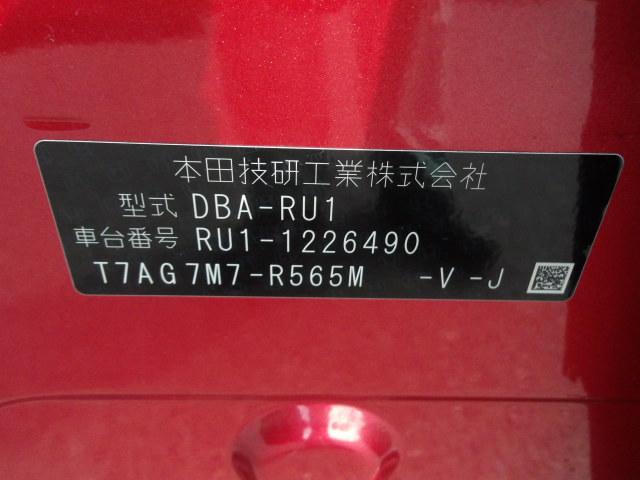 本田技研工業株式会社
型式 DBA-RU1
車台番号 RU1-1226490
T7AG7M7-R565M -V -J